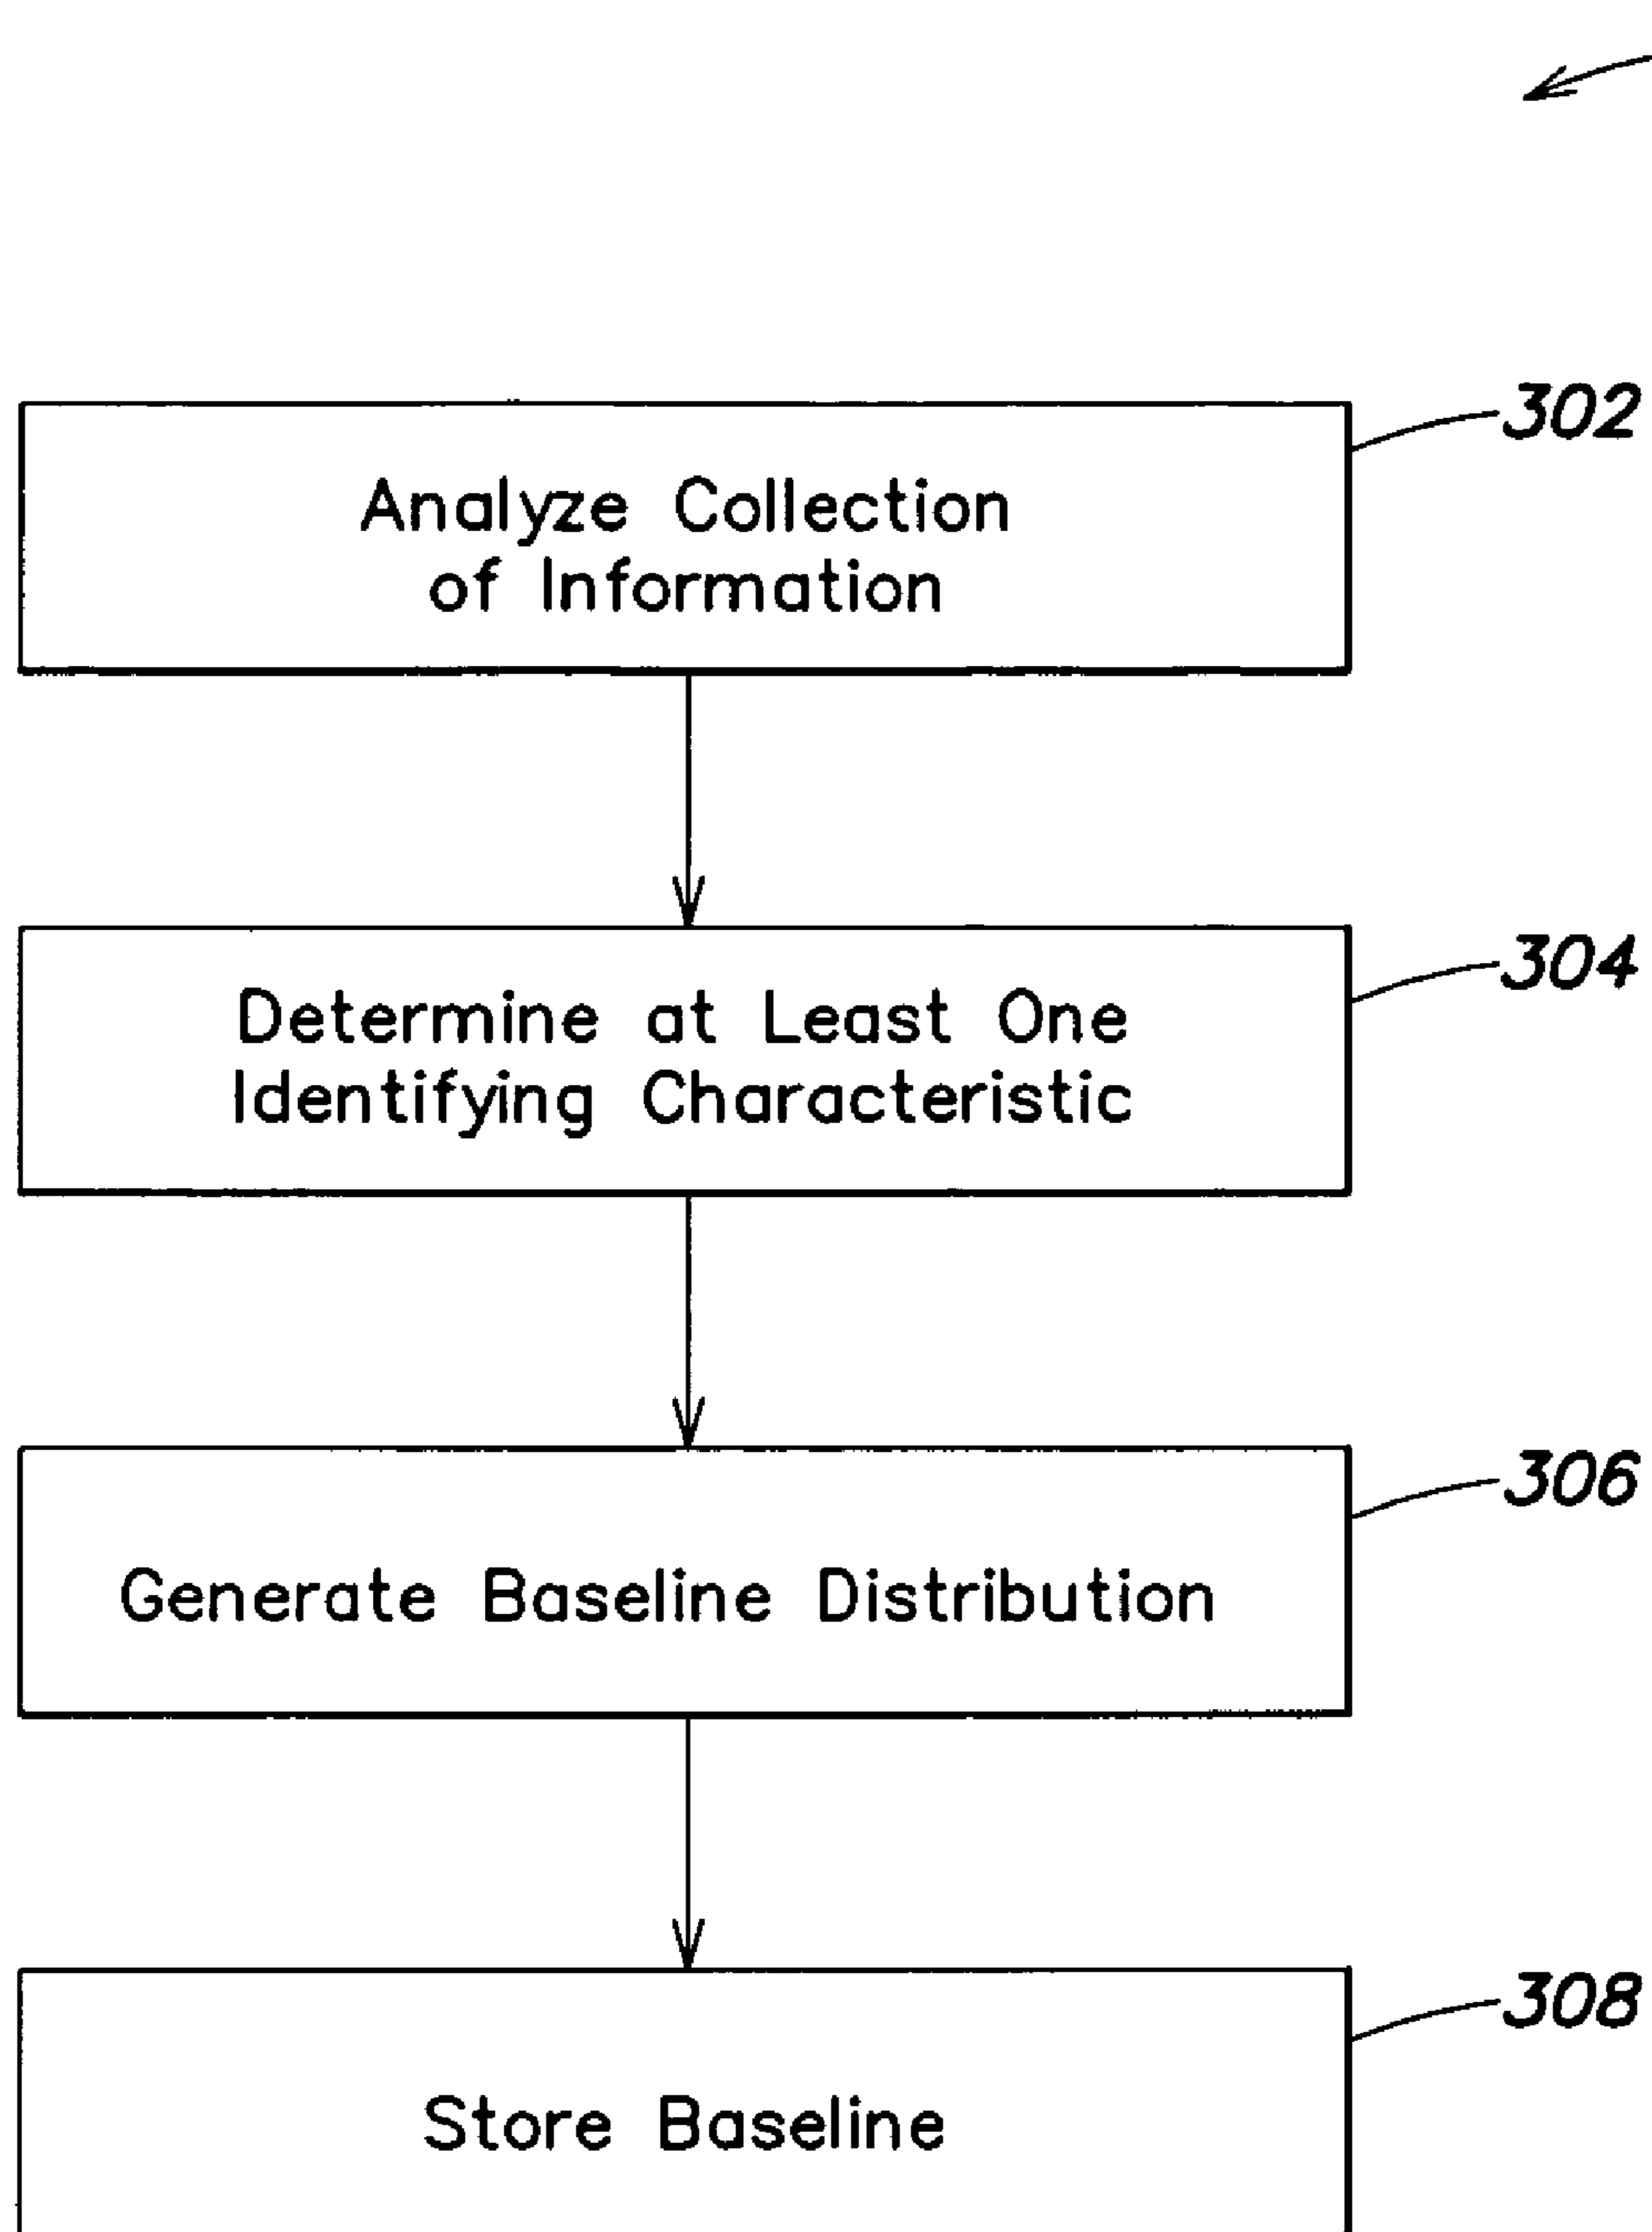 302
Analyze Collection
of Information
304
Determine at Least One
Identifying Characteristic
306
Generate Baseline Distribution
308
Store Baseline